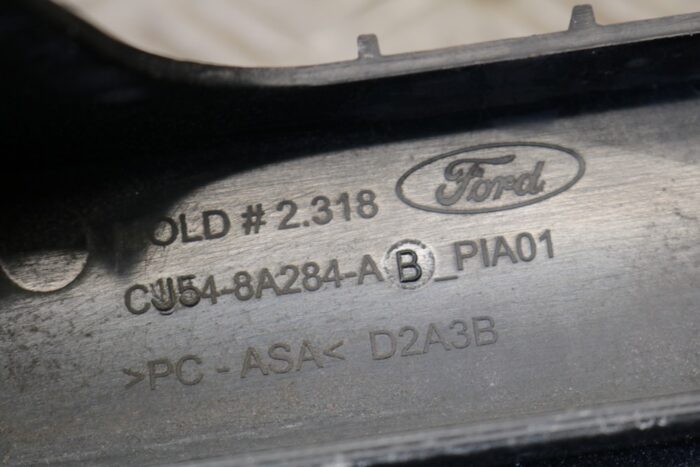 Ford
OLD # 2.318
CJ54-8A284-AB_PIA01
>PC - ASA< D2A3B